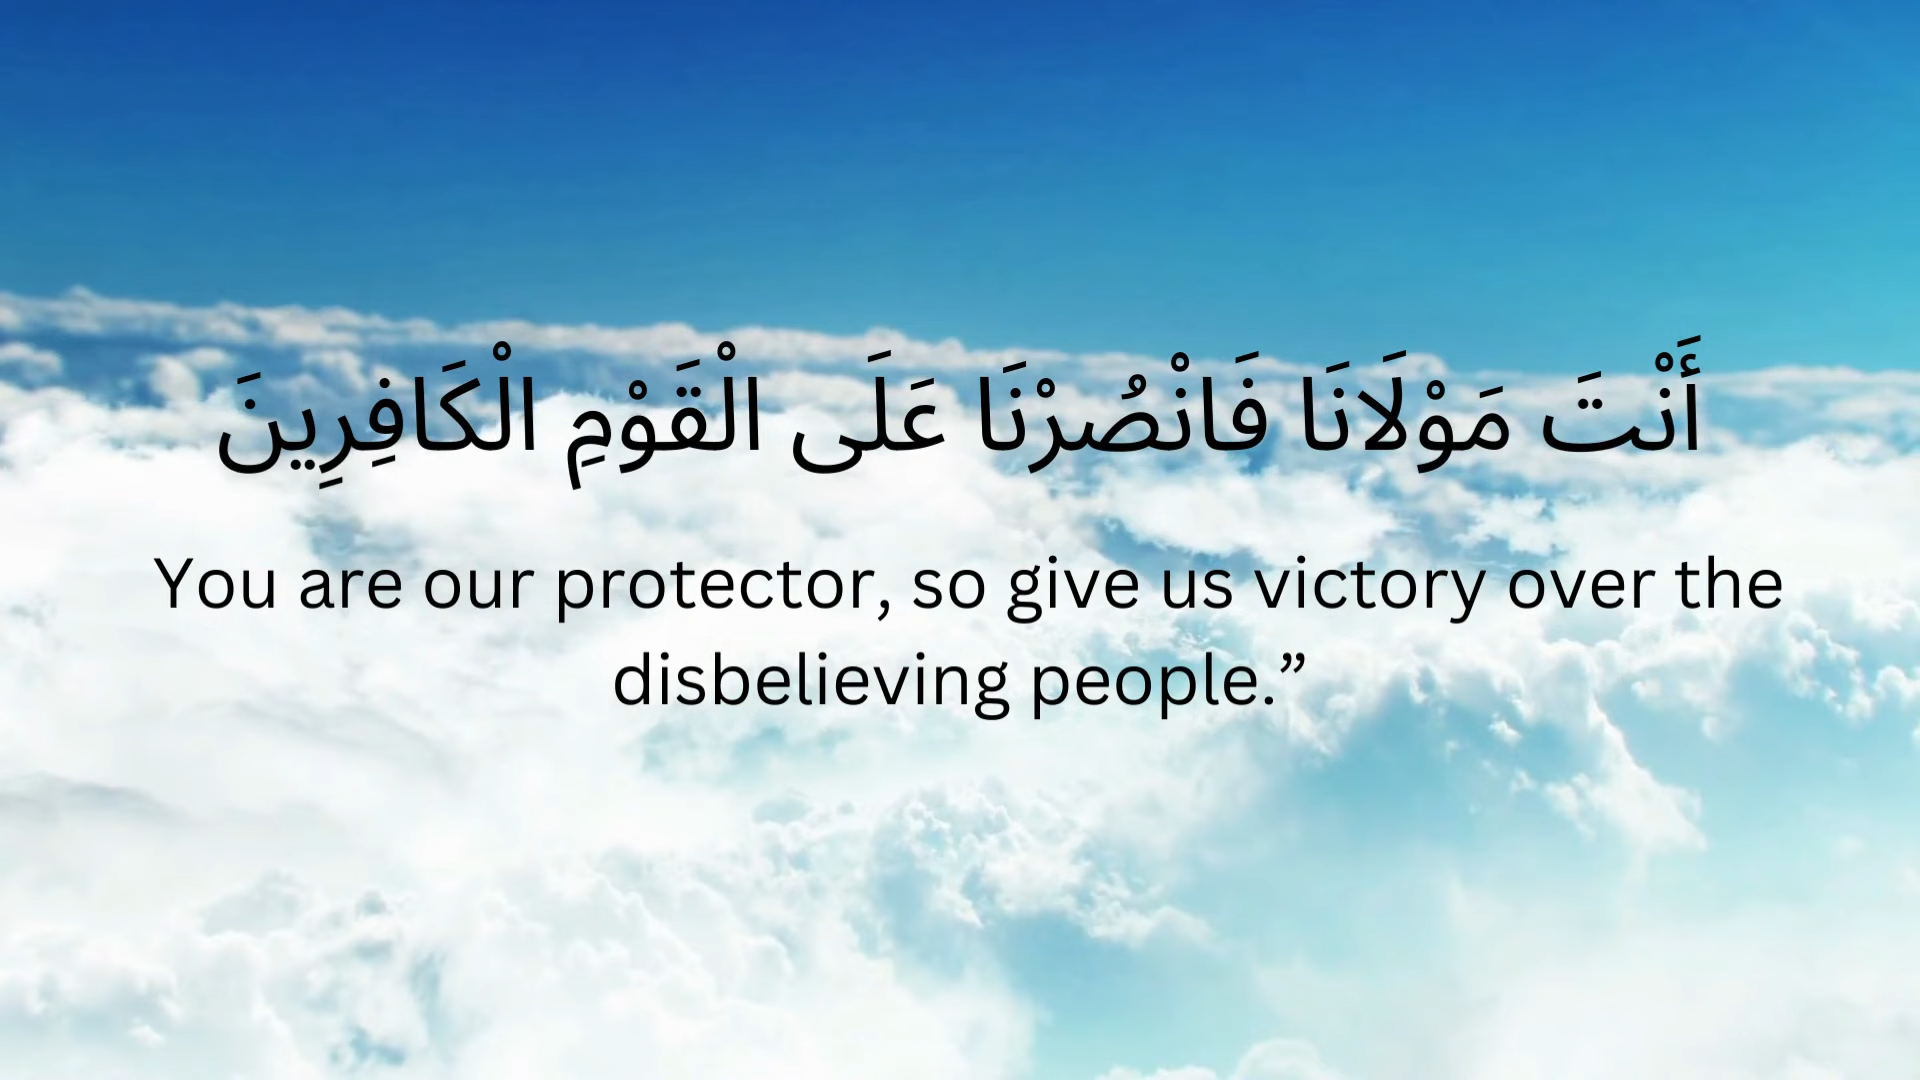 أَنْتَ مَوْلَانَا فَانْصُرْنَا عَلَى الْقَوْمِ الْكَافِرِينَ
You are our protector, so give us victory over the
disbelieving people.”